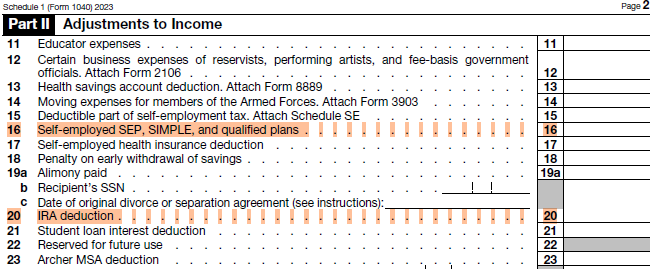 Schedule 1 (Form 1040) 2023 Page 2
Part II Adjustments to Income
11 Educator expenses . . . . . . . . . . . . . . . . . . . . . . . . . . 11
12 Certain business expenses of reservists, performing artists, and fee-basis government
officials. Attach Form 2106 . . . . . . . . . . . . . . . . . . . . . . . 12
13 Health savings account deduction. Attach Form 8889 . . . . . . . . . . . . . . 13
14 Moving expenses for members of the Armed Forces. Attach Form 3903 . . . . . . . 14
15 Deductible part of self-employment tax. Attach Schedule SE . . . . . . . . . . . 15
16 Self-employed SEP, SIMPLE, and qualified plans . . . . . . . . . . . . . . . 16
17 Self-employed health insurance deduction . . . . . . . . . . . . . . . . . 17
18 Penalty on early withdrawal of savings . . . . . . . . . . . . . . . . . . 18
19a Alimony paid . . . . . . . . . . . . . . . . . . . . . . . . . . . . 19a
b Recipient's SSN . . . . . . . . . . . . . . . . . . . . .
c Date of original divorce or separation agreement (see instructions):
20 IRA deduction . . . . . . . . . . . . . . . . . . . . . . . . . . . 20
21 Student loan interest deduction . . . . . . . . . . . . . . . . . . . . . 21
22 Reserved for future use . . . . . . . . . . . . . . . . . . . . . . . . 22
23 Archer MSA deduction . . . . . . . . . . . . . . . . . . . . . . . . 23